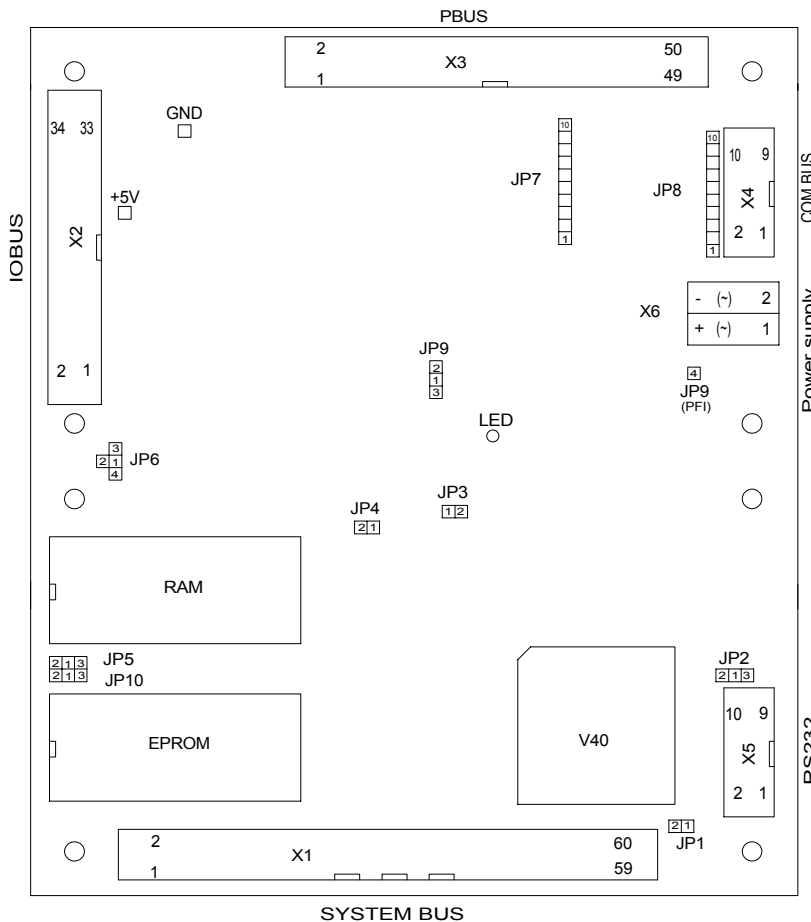 PBUS
2 50
X3
1 49
GND
34 33
10
10
10 9
JP7
JP8
X4
COM BUS
+5V
IOBUS
X2
2 1
1
1
X6
- (~) 2
+ (~) 1
Power supply
JP9
2
1
3
4
JP9
(PFI)
2 1
LED
3
2 1
4
JP6
JP3
1 2
JP4
2 1
RAM
2 1 3
JP5
2 1 3
JP10
JP2
2 1 3
EPROM
V40
10 9
X5
2 1
RS232
2 1
JP1
2 60
X1
1 59
SYSTEM BUS